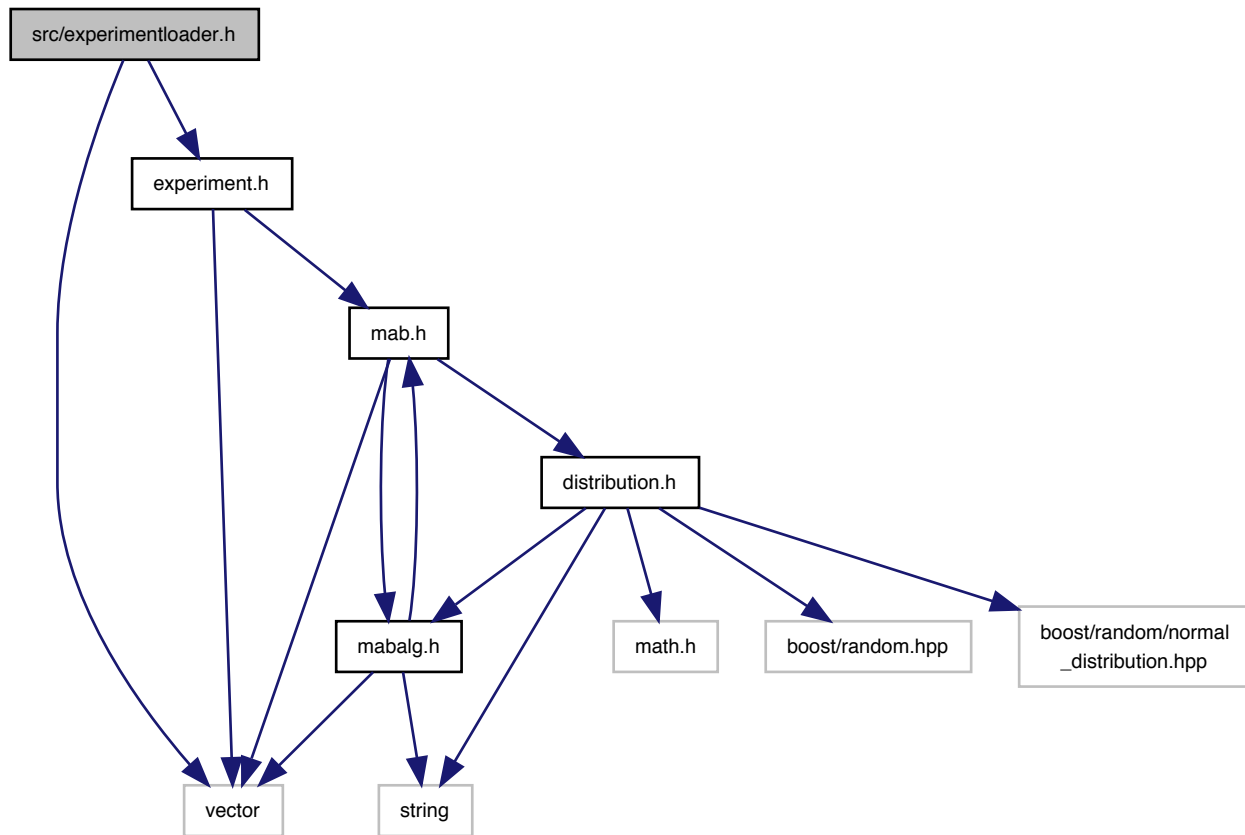 src/experimentloader.h
experiment.h
mab.h
distribution.h
mabalg.h
math.h
boost/random.hpp
boost/random/normal
_distribution.hpp
vector
string